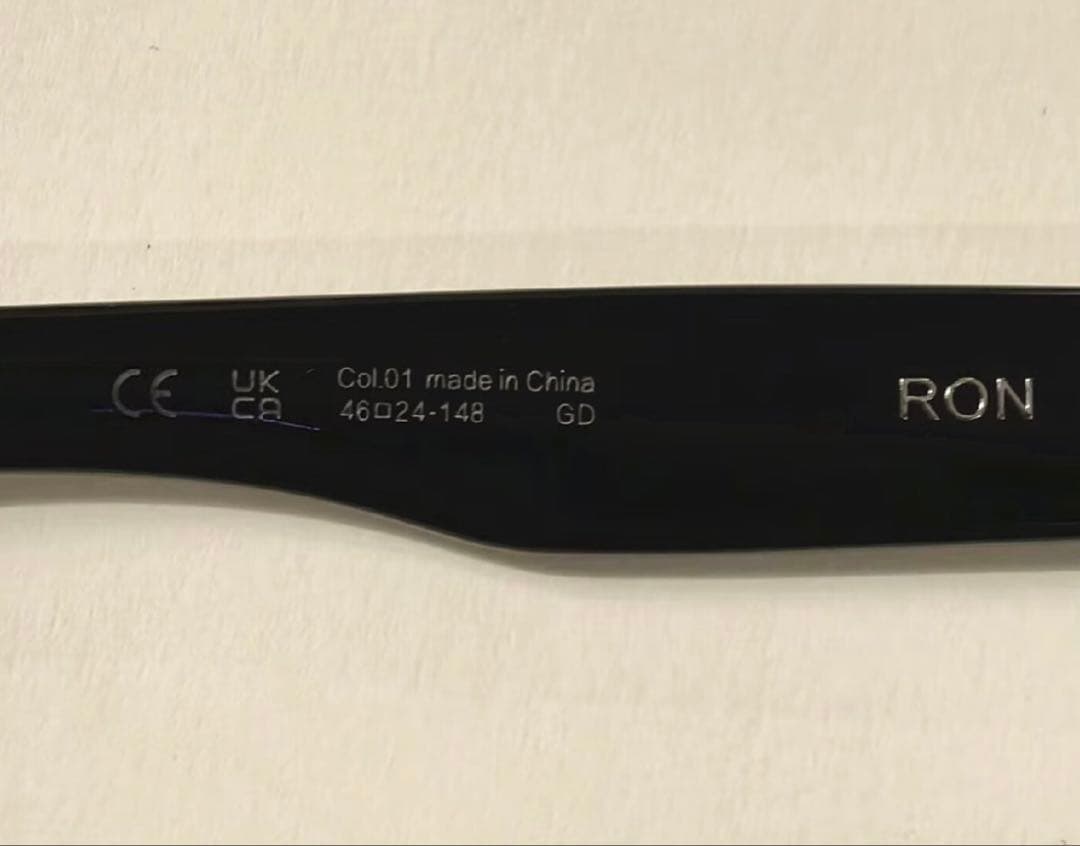 CE UK Col.01 made in China
CA 46□24-148 GD
RON